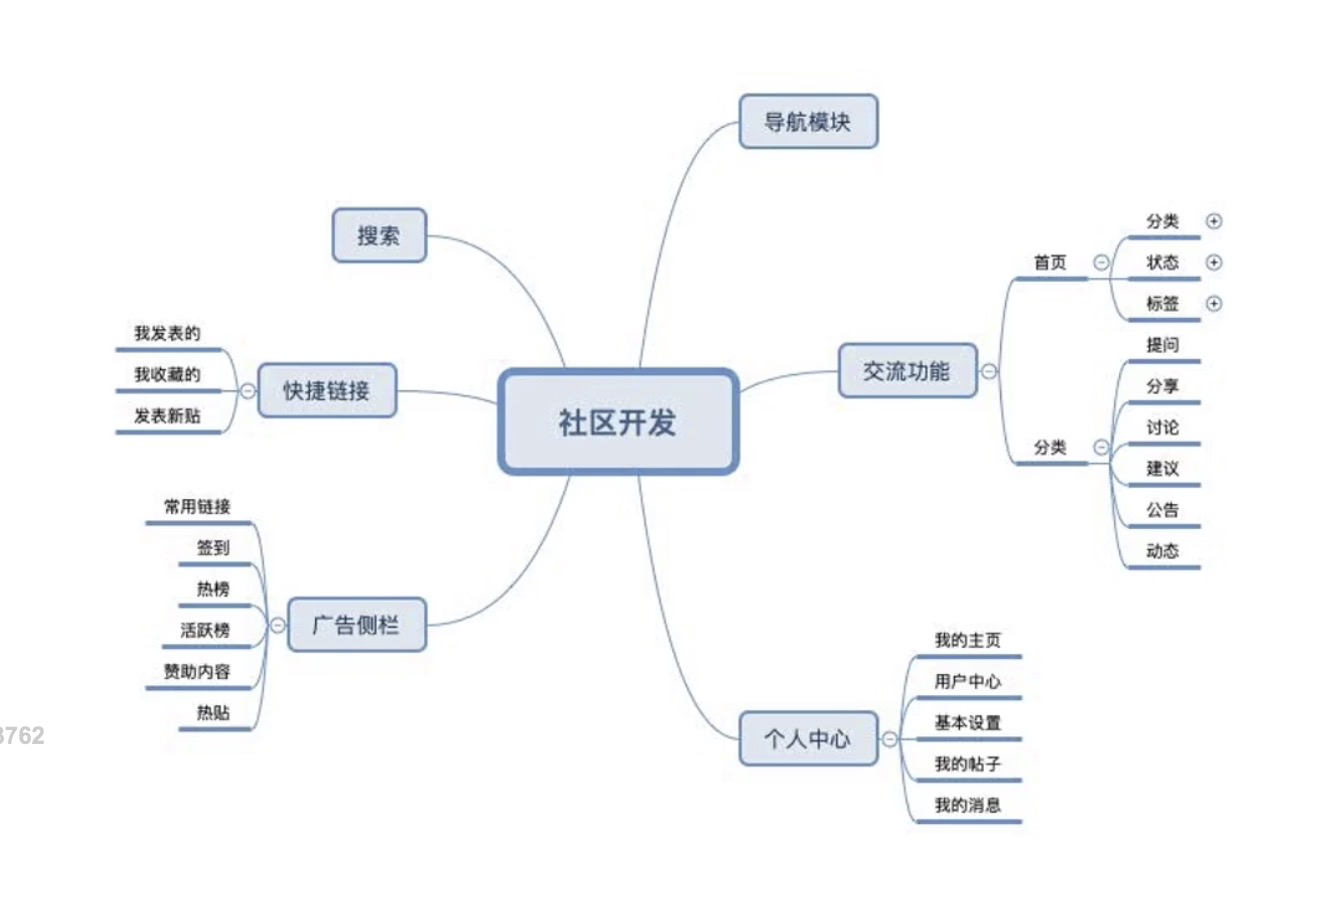 导航模块
搜索
交流功能
首页
分类
状态
标签
分类
提问
分享
讨论
建议
公告
动态
社区开发
快捷链接
我发表的
我收藏的
发表新贴
广告侧栏
常用链接
签到
热榜
活跃榜
赞助内容
热贴
个人中心
我的主页
用户中心
基本设置
我的帖子
我的消息
3762